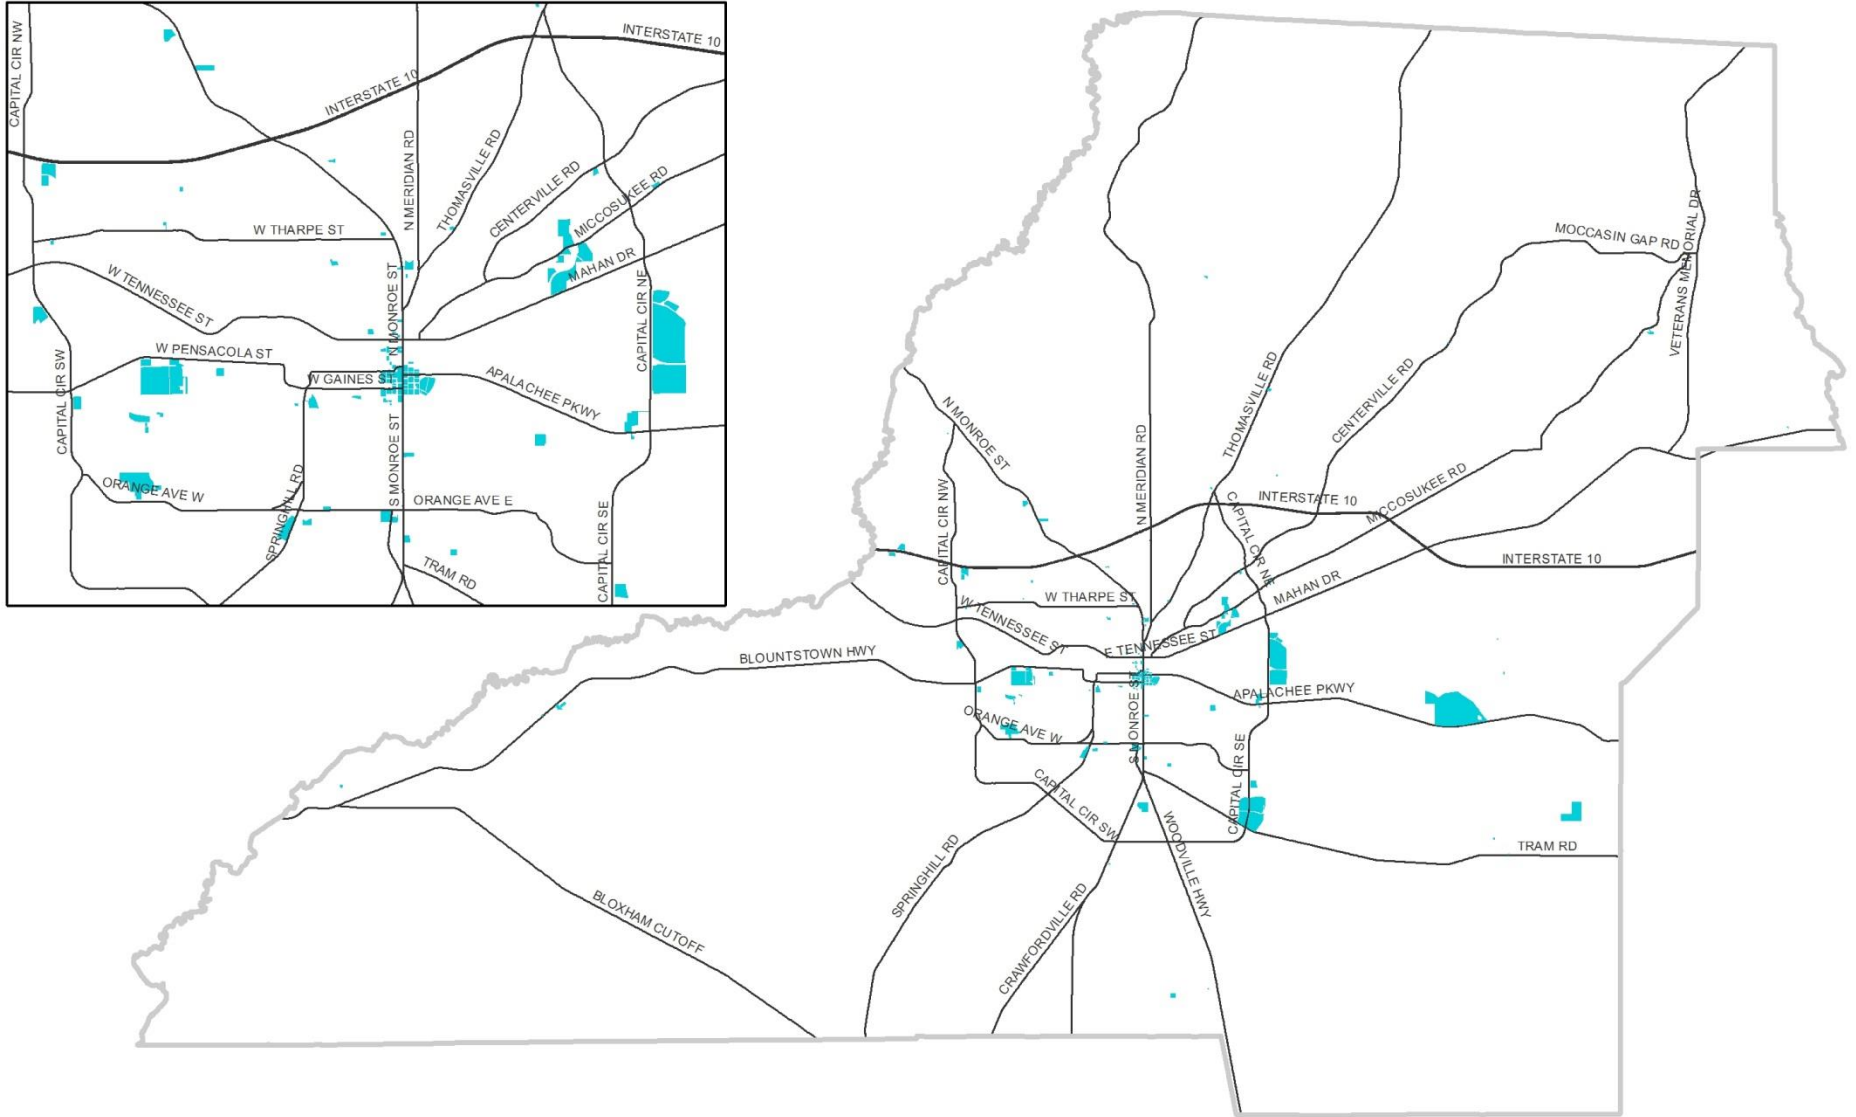 CAPITAL CIR NW
INTERSTATE 10
INTERSTATE 10
N MERIDIAN RD
THOMASVILLE RD
CENTERVILLE RD
MICCOSUKEE RD
W THARPE ST
MAHAN DR
W TENNESSEE ST
N MONROE ST
CAPITAL CIR NE
W PENSACOLA ST
W GAINES ST
APALACHEE PKWY
CAPITAL CIR SW
S MONROE ST
ORANGE AVE W
SPRINGHILL RD
ORANGE AVE E
CAPITAL CIR SE
TRAM RD
MOCCASIN GAP RD
VETERANS MEMORIAL DR
N MONROE ST
N MERIDIAN RD
THOMASVILLE RD
CENTERVILLE RD
MICCOSUKEE RD
INTERSTATE 10
CAPITAL CIR NW
CAPITAL CIR NE
INTERSTATE 10
MAHAN DR
W THARPE ST
W TENNESSEE ST
E TENNESSEE ST
BLOUNTSTOWN HWY
APALACHEE PKWY
ORANGE AVE W
S MONROE ST
CAPITAL CIR SE
CAPITAL CIR SW
WOODVILLE HWY
TRAM RD
SPRINGHILL RD
BLOXHAM CUTOFF
CRAWFORDVILLE RD